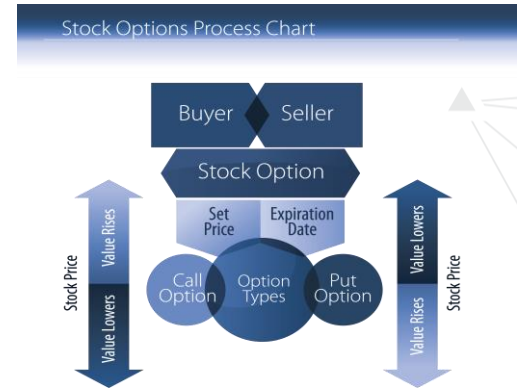 Stock Options Process Chart
Buyer
Seller
Stock Option
Set
Price
Expiration
Date
Call
Option
Option
Types
Put
Option
Stock Price
Value Rises
Value Lowers
Value Lowers
Value Rises
Stock Price